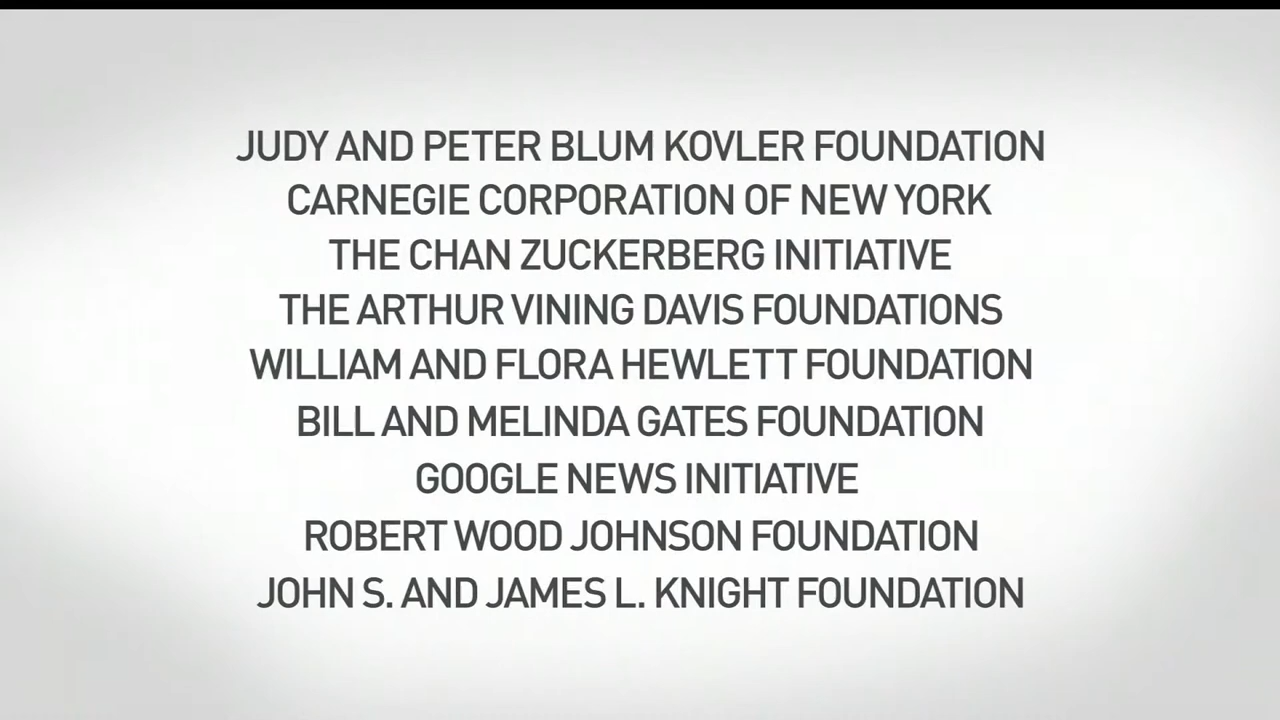 JUDY AND PETER BLUM KOVLER FOUNDATION
CARNEGIE CORPORATION OF NEW YORK
THE CHAN ZUCKERBERG INITIATIVE
THE ARTHUR VINING DAVIS FOUNDATIONS
WILLIAM AND FLORA HEWLETT FOUNDATION
BILL AND MELINDA GATES FOUNDATION
GOOGLE NEWS INITIATIVE
ROBERT WOOD JOHNSON FOUNDATION
JOHN S. AND JAMES L. KNIGHT FOUNDATION